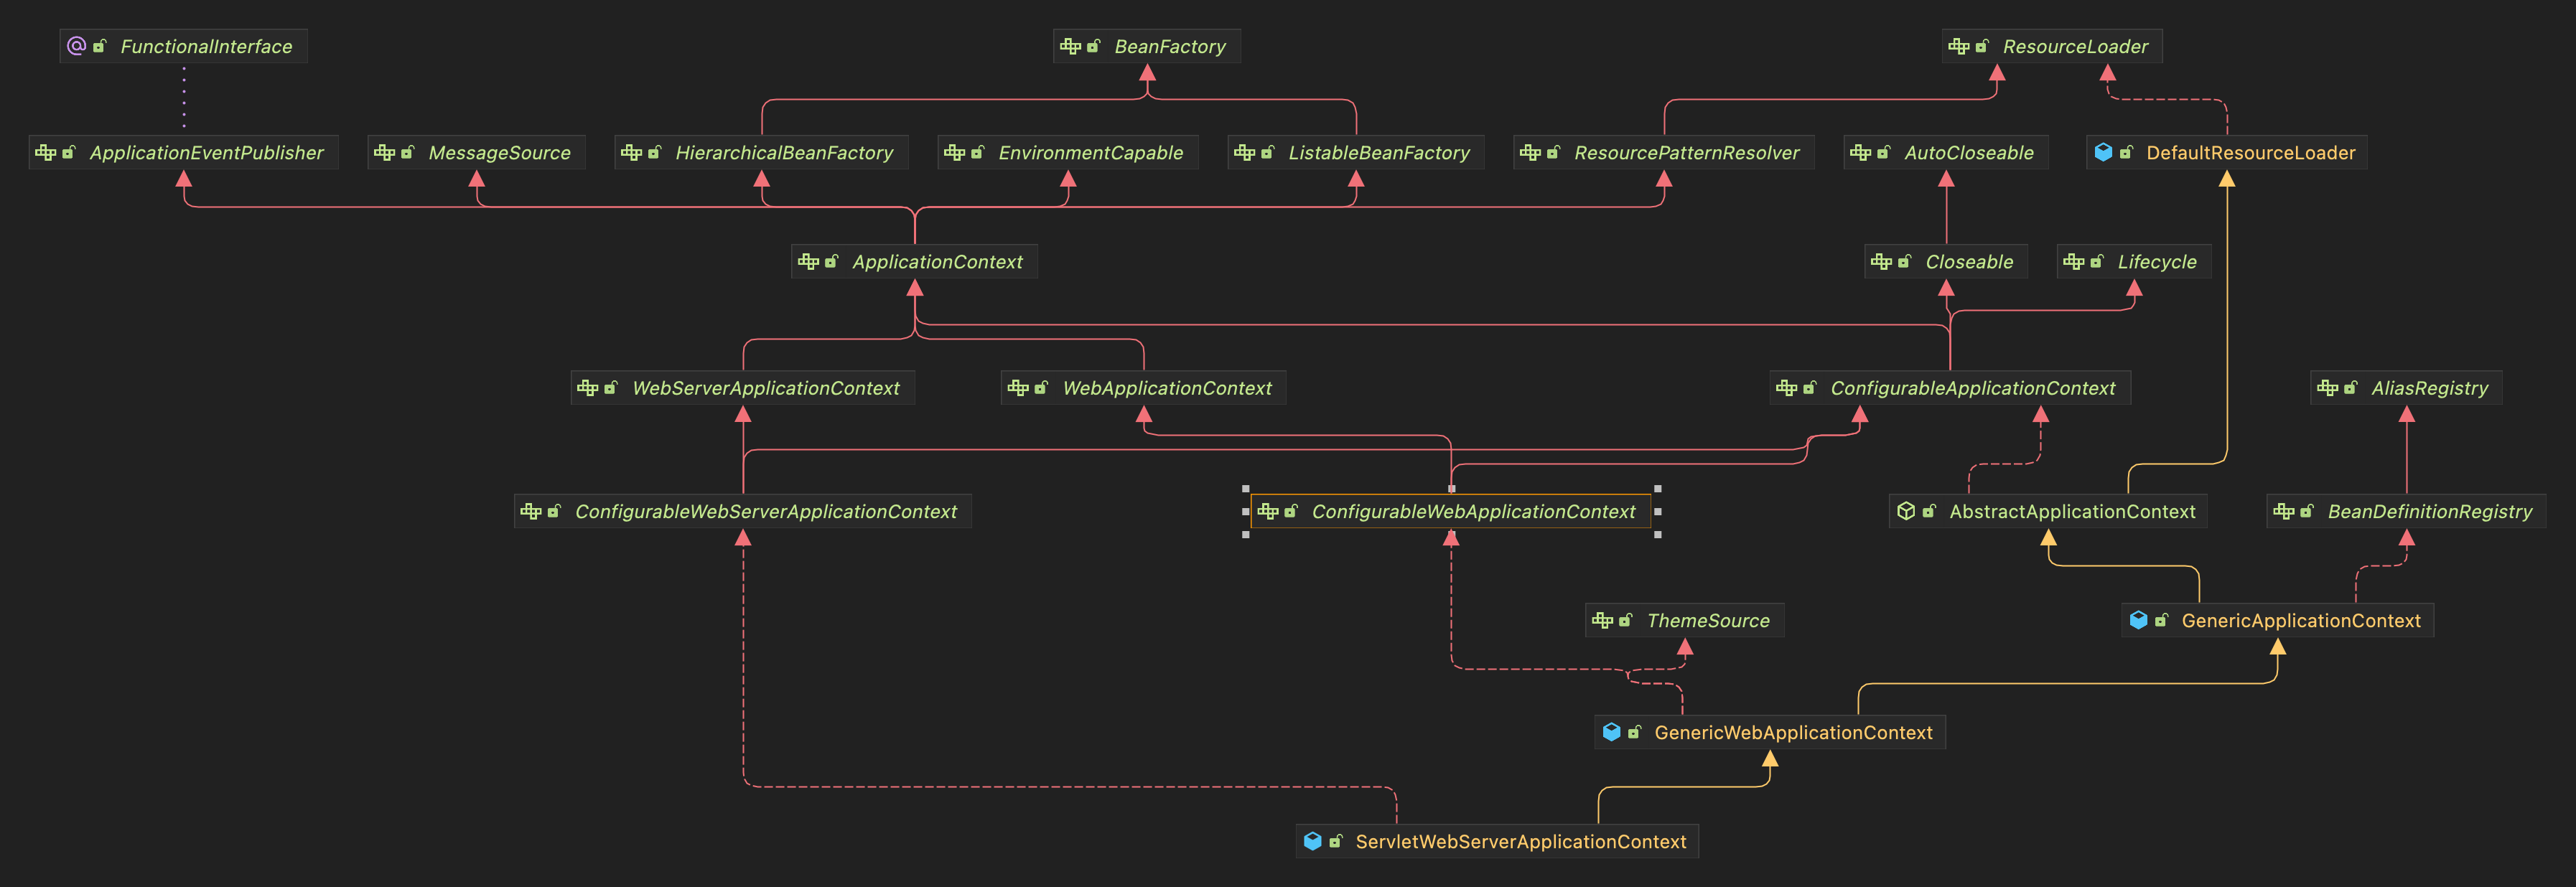 FunctionalInterface
BeanFactory
ResourceLoader
ApplicationEventPublisher
MessageSource
HierarchicalBeanFactory
EnvironmentCapable
ListableBeanFactory
ResourcePatternResolver
AutoCloseable
DefaultResourceLoader
ApplicationContext
Closeable
Lifecycle
WebServerApplicationContext
WebApplicationContext
ConfigurableApplicationContext
AliasRegistry
ConfigurableWebServerApplicationContext
ConfigurableWebApplicationContext
AbstractApplicationContext
BeanDefinitionRegistry
ThemeSource
GenericApplicationContext
GenericWebApplicationContext
ServletWebServerApplicationContext